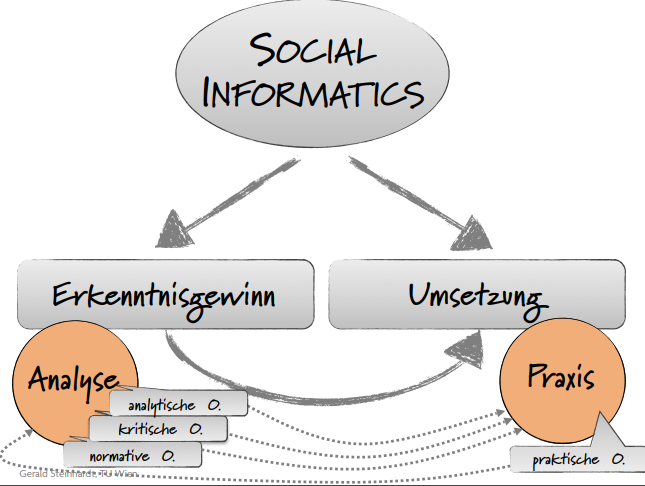 SOCIAL
INFORMATICS
Erkenntnisgewinn
Umsetzung
Analyse
Praxis
analytische O.
kritische O.
normative O.
praktische O.
Gerald Steinhardt, TU Wien